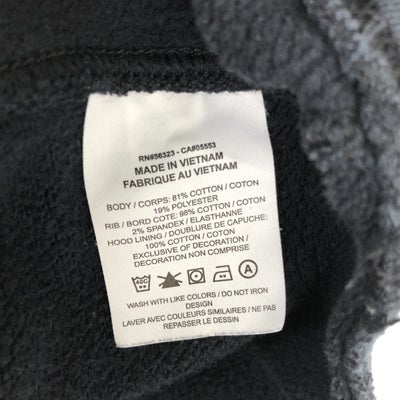 RN#56323 - CA#05553
MADE IN VIETNAM
FABRIQUE AU VIETNAM
BODY / CORPS: 81% COTTON / COTON
19% POLYESTER
RIB / BORD COTE: 98% COTTON / COTON
2% SPANDEX / ELASTHANNE
HOOD LINING / DOUBLURE DE CAPUCHE:
100% COTTON / COTON
EXCLUSIVE OF DECORATION /
DECORATION NON COMPRISE
40C
A
WASH WITH LIKE COLORS / DO NOT IRON
DESIGN
LAVER AVEC COULEURS SIMILAIRES / NE PAS
REPASSER LE DESSIN